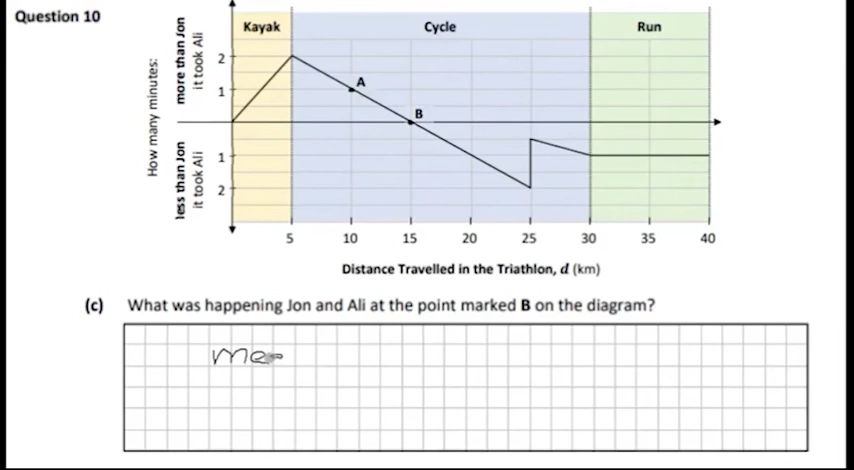 Question 10
Kayak
Cycle
Run
How many minutes:
more than Jon
it took Ali
less than Jon
it took Ali
2
1
1
2
A
B
5 10 15 20 25 30 35 40
Distance Travelled in the Triathlon, d (km)
(c) What was happening Jon and Ali at the point marked B on the diagram?
me